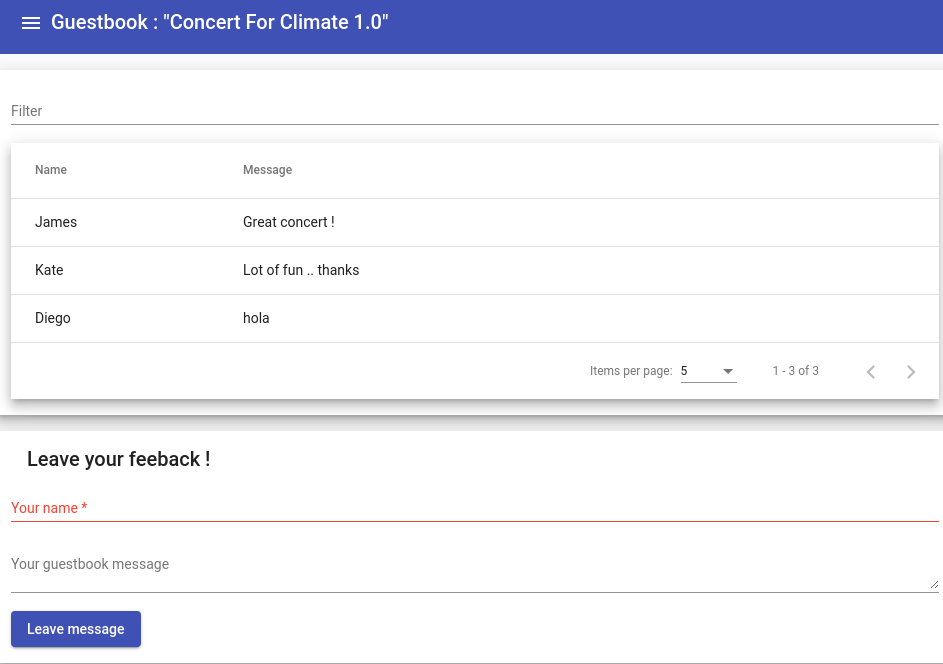 Guestbook : "Concert For Climate 1.0"
Filter
Name Message
James Great concert !
Kate Lot of fun .. thanks
Diego hola
Items per page: 5 1 - 3 of 3
Leave your feeback !
Your name *
Your guestbook message
Leave message